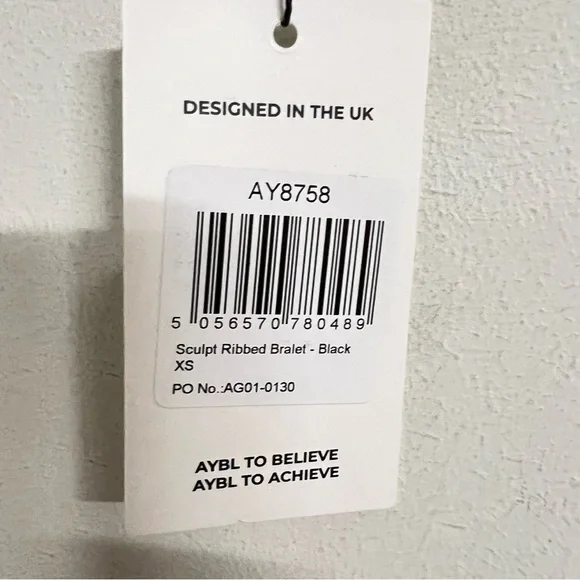 DESIGNED IN THE UK
AY8758
5 056570 780489
Sculpt Ribbed Bralet - Black
XS
PO No.:AG01-0130
AYBL TO BELIEVE
AYBL TO ACHIEVE